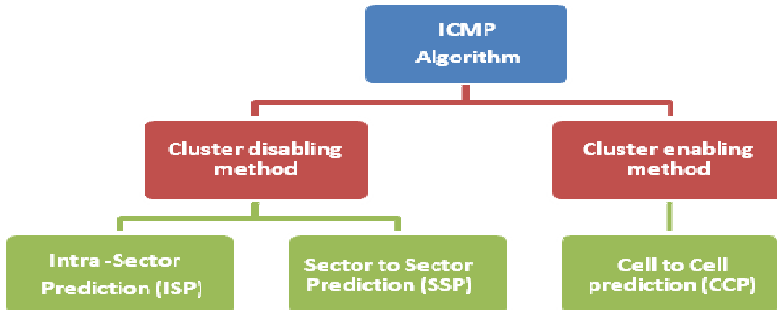 ICMP
Algorithm
Cluster disabling
method
Cluster enabling
method
Intra -Sector
Prediction (ISP)
Sector to Sector
Prediction (SSP)
Cell to Cell
prediction (CCP)